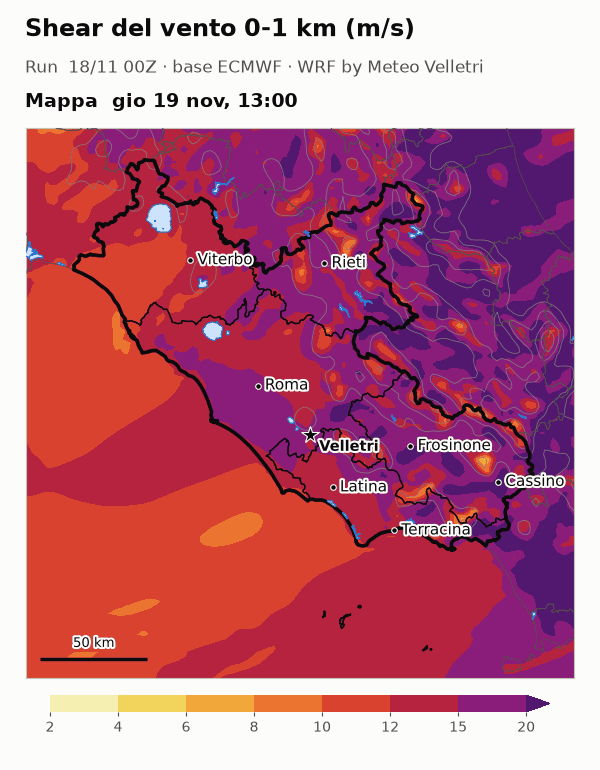 Shear del vento 0-1 km (m/s)
Run  18/11 00Z · base ECMWF · WRF by Meteo Velletri
Mappa  gio 19 nov, 13:00
Viterbo
Rieti
Roma
Velletri
Frosinone
Latina
Cassino
Terracina
50 km
2 4 6 8 10 12 15 20